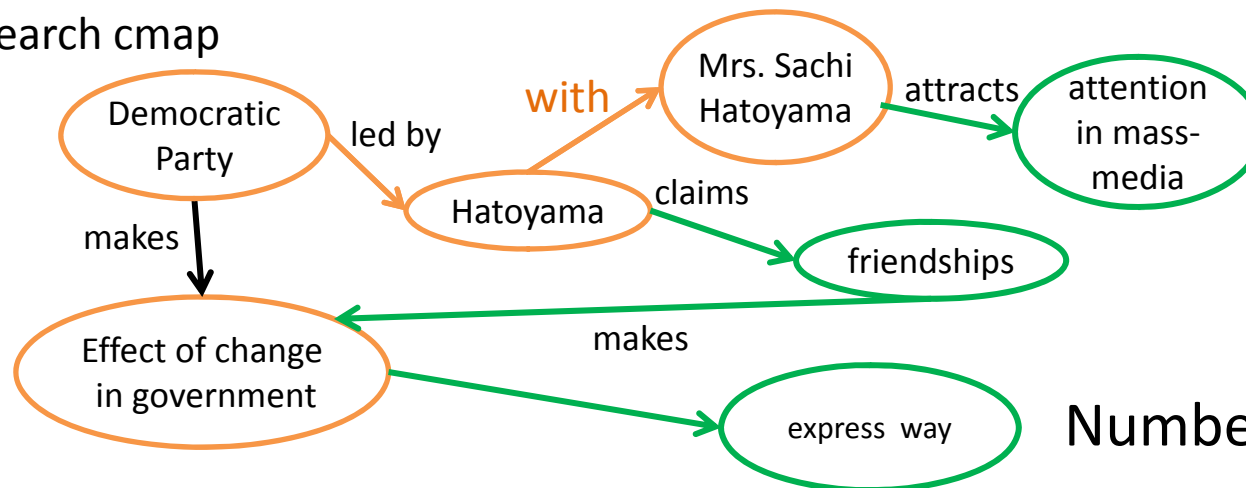 earch cmap
Democratic
Party
led by
with
Mrs. Sachi
Hatoyama
attracts
attention
in mass-
media
Hatoyama
claims
makes
friendships
makes
Effect of change
in government
express way
Numbe